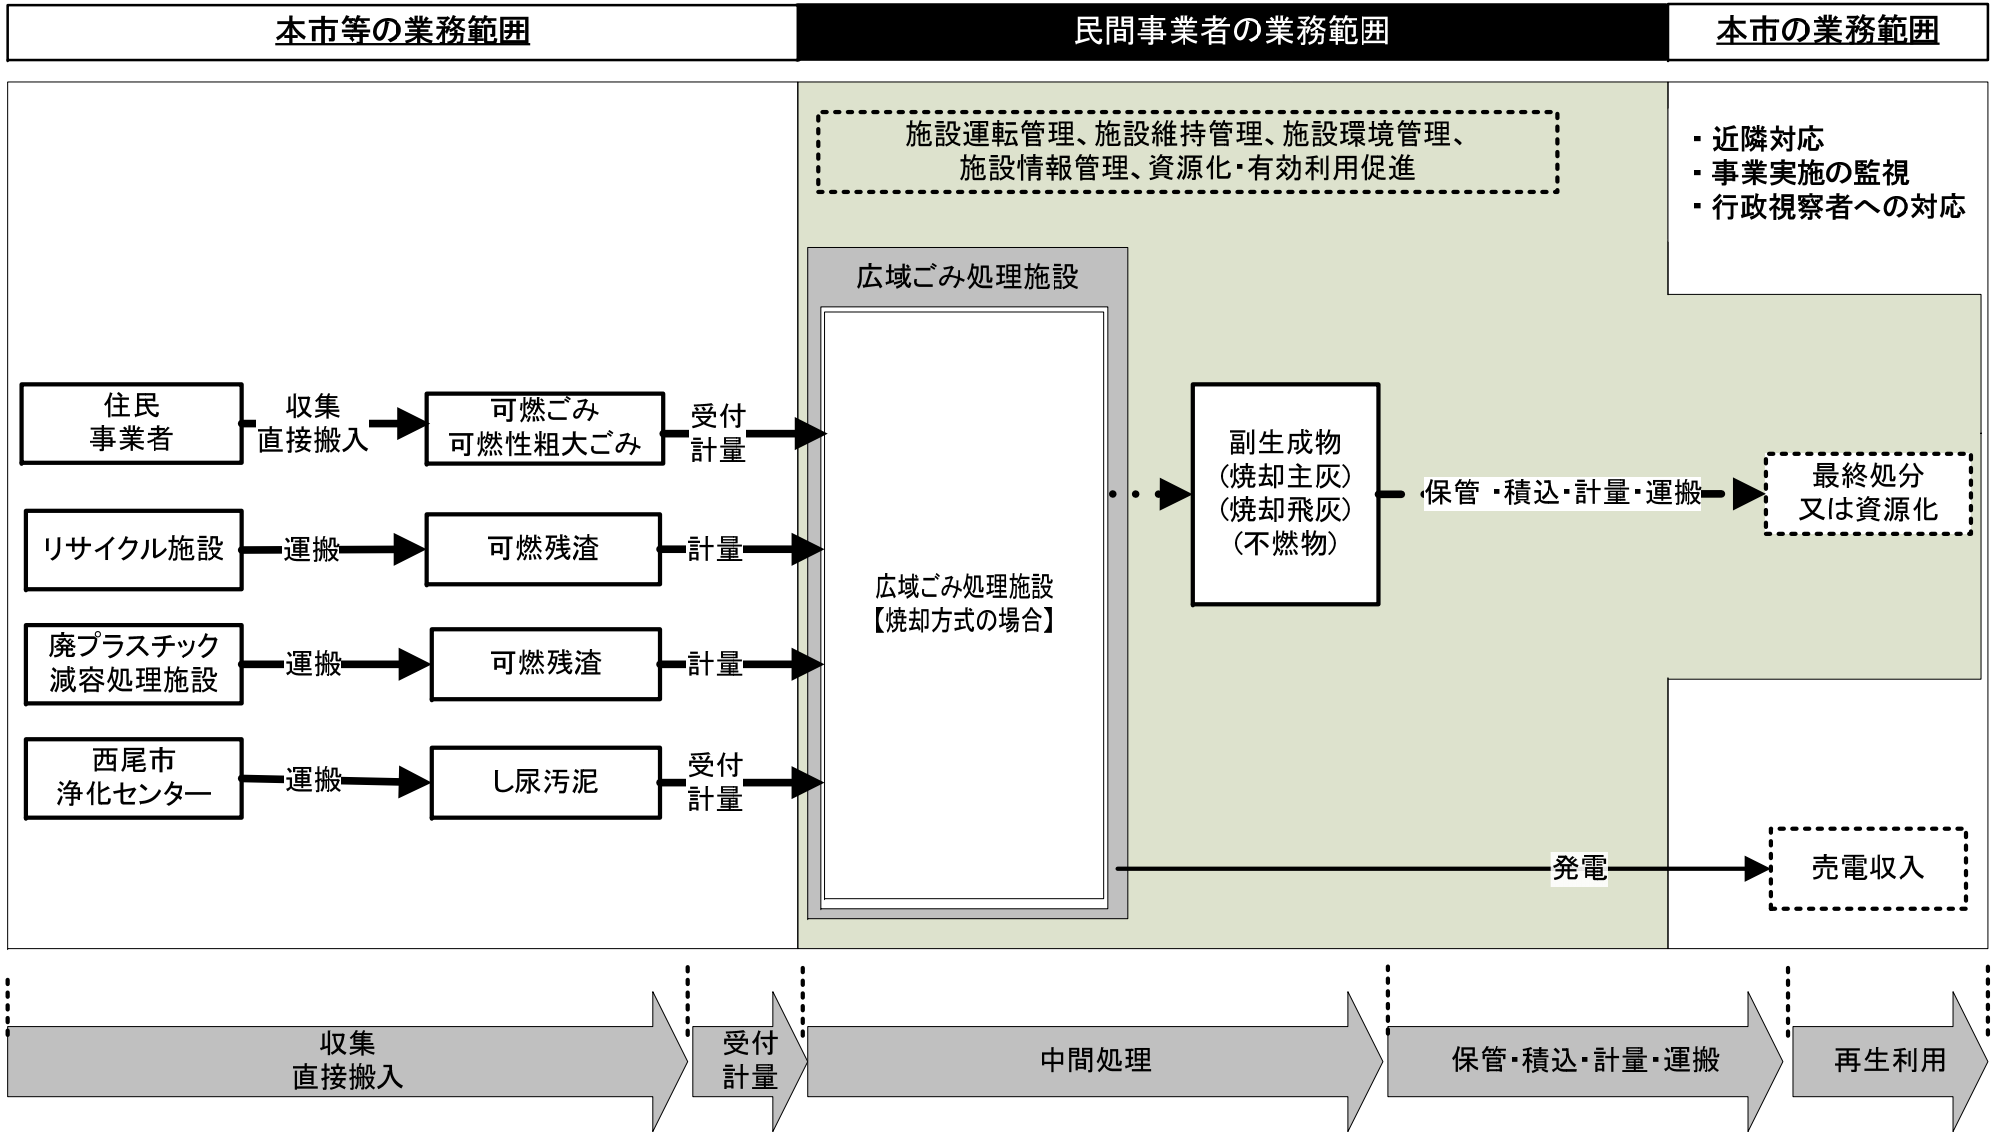 本市等の業務範囲
民間事業者の業務範囲
本市の業務範囲
施設運転管理、施設維持管理、施設環境管理、
施設情報管理、資源化・有効利用促進
・近隣対応
・事業実施の監視
・行政視察者への対応
広域ごみ処理施設
住民
事業者
収集
直接搬入
可燃ごみ
可燃性粗大ごみ
受付
計量
リサイクル施設
運搬
可燃残渣
計量
廃プラスチック
減容処理施設
運搬
可燃残渣
計量
西尾市
浄化センター
運搬
し尿汚泥
受付
計量
広域ごみ処理施設
【焼却方式の場合】
副生成物
（焼却主灰）
（焼却飛灰）
（不燃物）
保管・積込・計量・運搬
最終処分
又は資源化
発電
売電収入
収集
直接搬入
受付
計量
中間処理
保管・積込・計量・運搬
再生利用